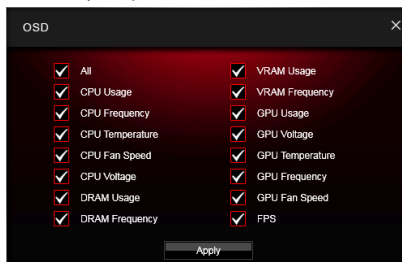 OSD
All
CPU Usage
CPU Frequency
CPU Temperature
CPU Fan Speed
CPU Voltage
DRAM Usage
DRAM Frequency
VRAM Usage
VRAM Frequency
GPU Usage
GPU Voltage
GPU Temperature
GPU Frequency
GPU Fan Speed
FPS
Apply